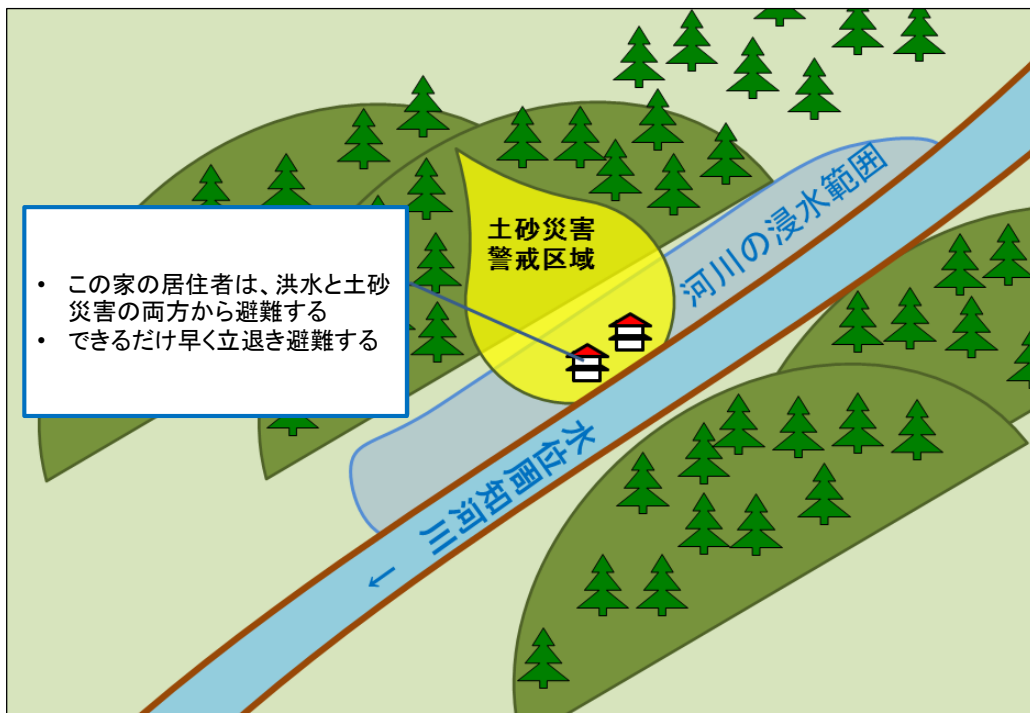 土砂災害
警戒区域
河川の浸水範囲
• この家の居住者は、洪水と土砂
災害の両方から避難する
• できるだけ早く立退き避難する
水位周知河川
←